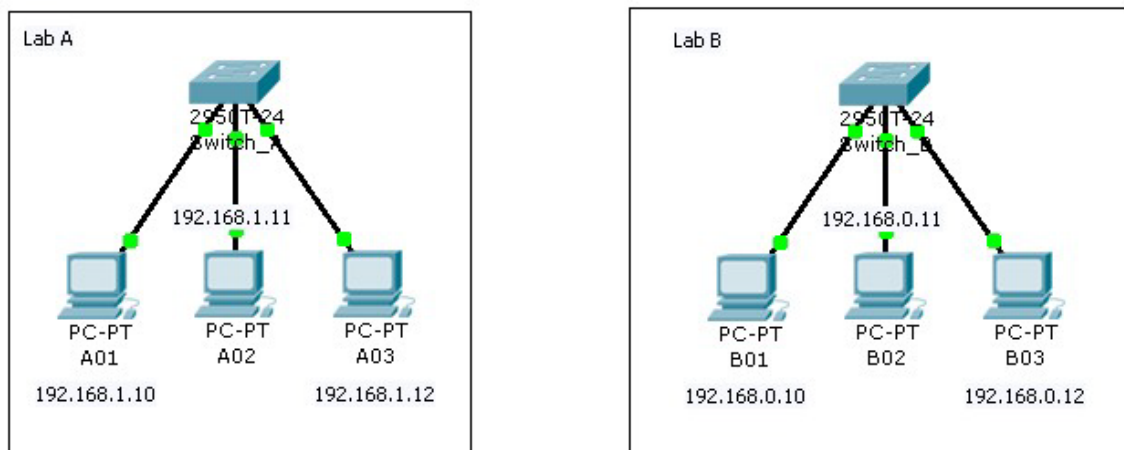 Lab A
2950T-24
Switch_A
192.168.1.11
PC-PT
A01
PC-PT
A02
PC-PT
A03
192.168.1.10
192.168.1.12
Lab B
2950T-24
Switch_B
192.168.0.11
PC-PT
B01
PC-PT
B02
PC-PT
B03
192.168.0.10
192.168.0.12